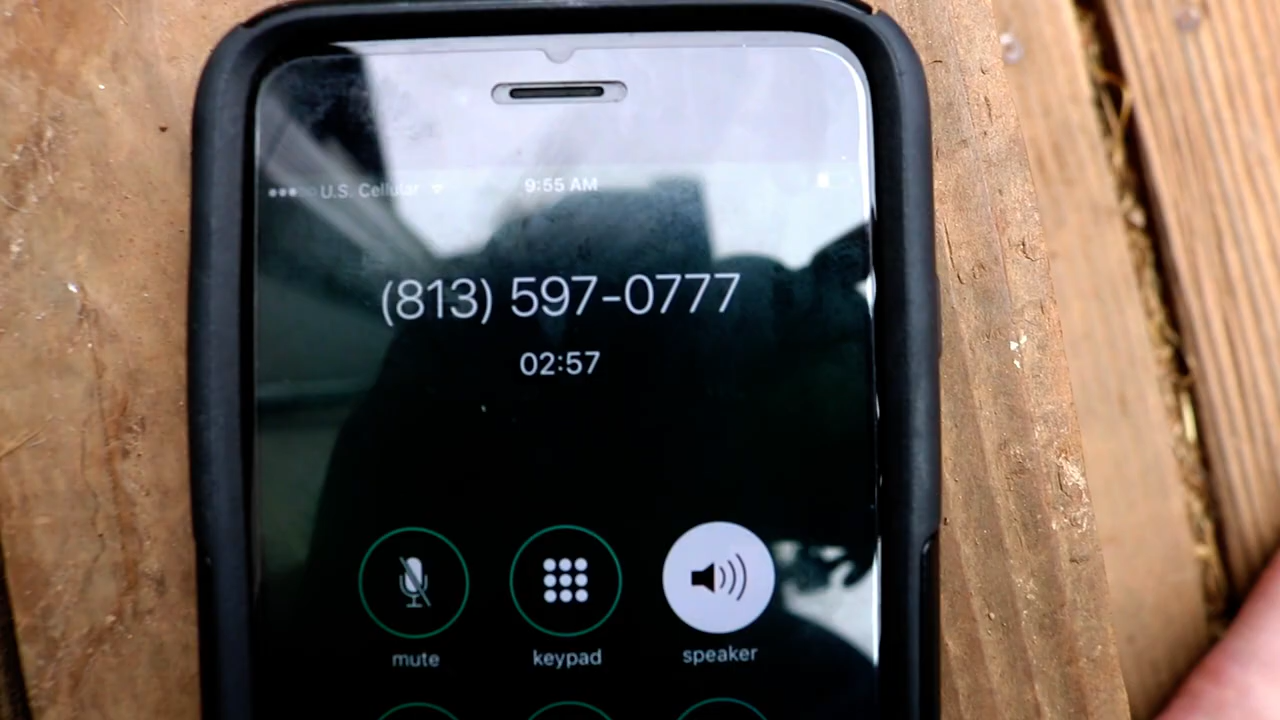 U.S. Cellular
9:55 AM
(813) 597-0777
02:57
mute
keypad
speaker